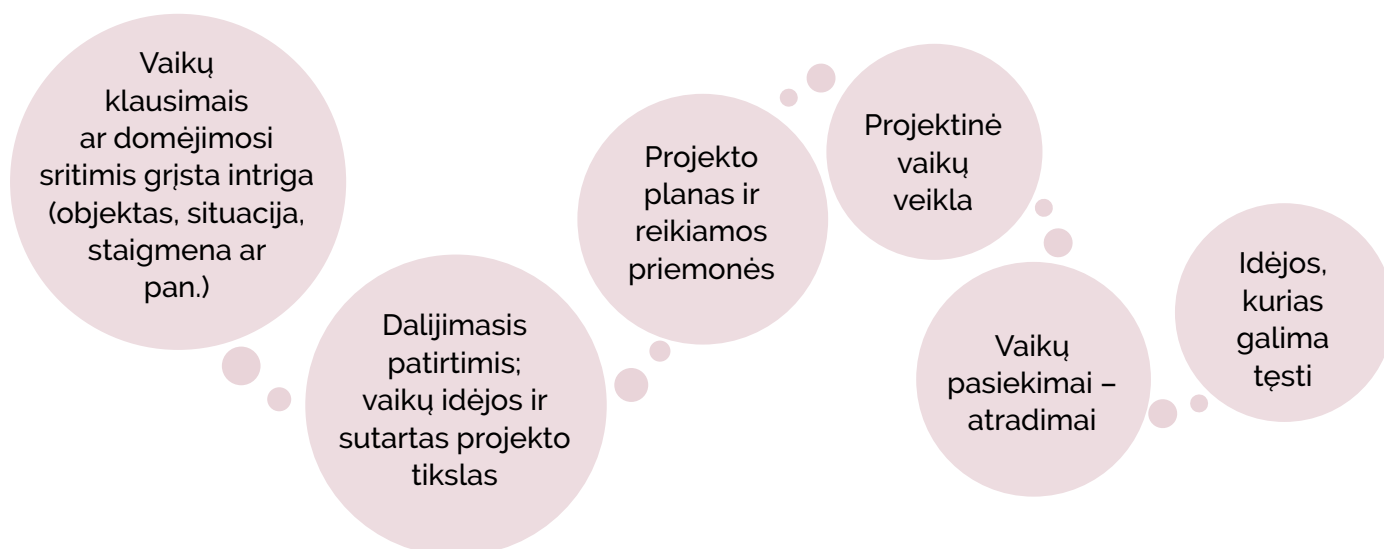 Vaikų
klausimais
ar domėjimosi
sritimis grįsta intriga
(objektas, situacija,
staigmena ar
pan.)
Dalijimasis
patirtimis;
vaikų idėjos ir
sutartas projekto
tikslas
Projekto
planas ir
reikiamos
priemonės
Projektinė
vaikų
veikla
Vaikų
pasiekimai –
atradimai
Idėjos,
kurias
galima
tęsti